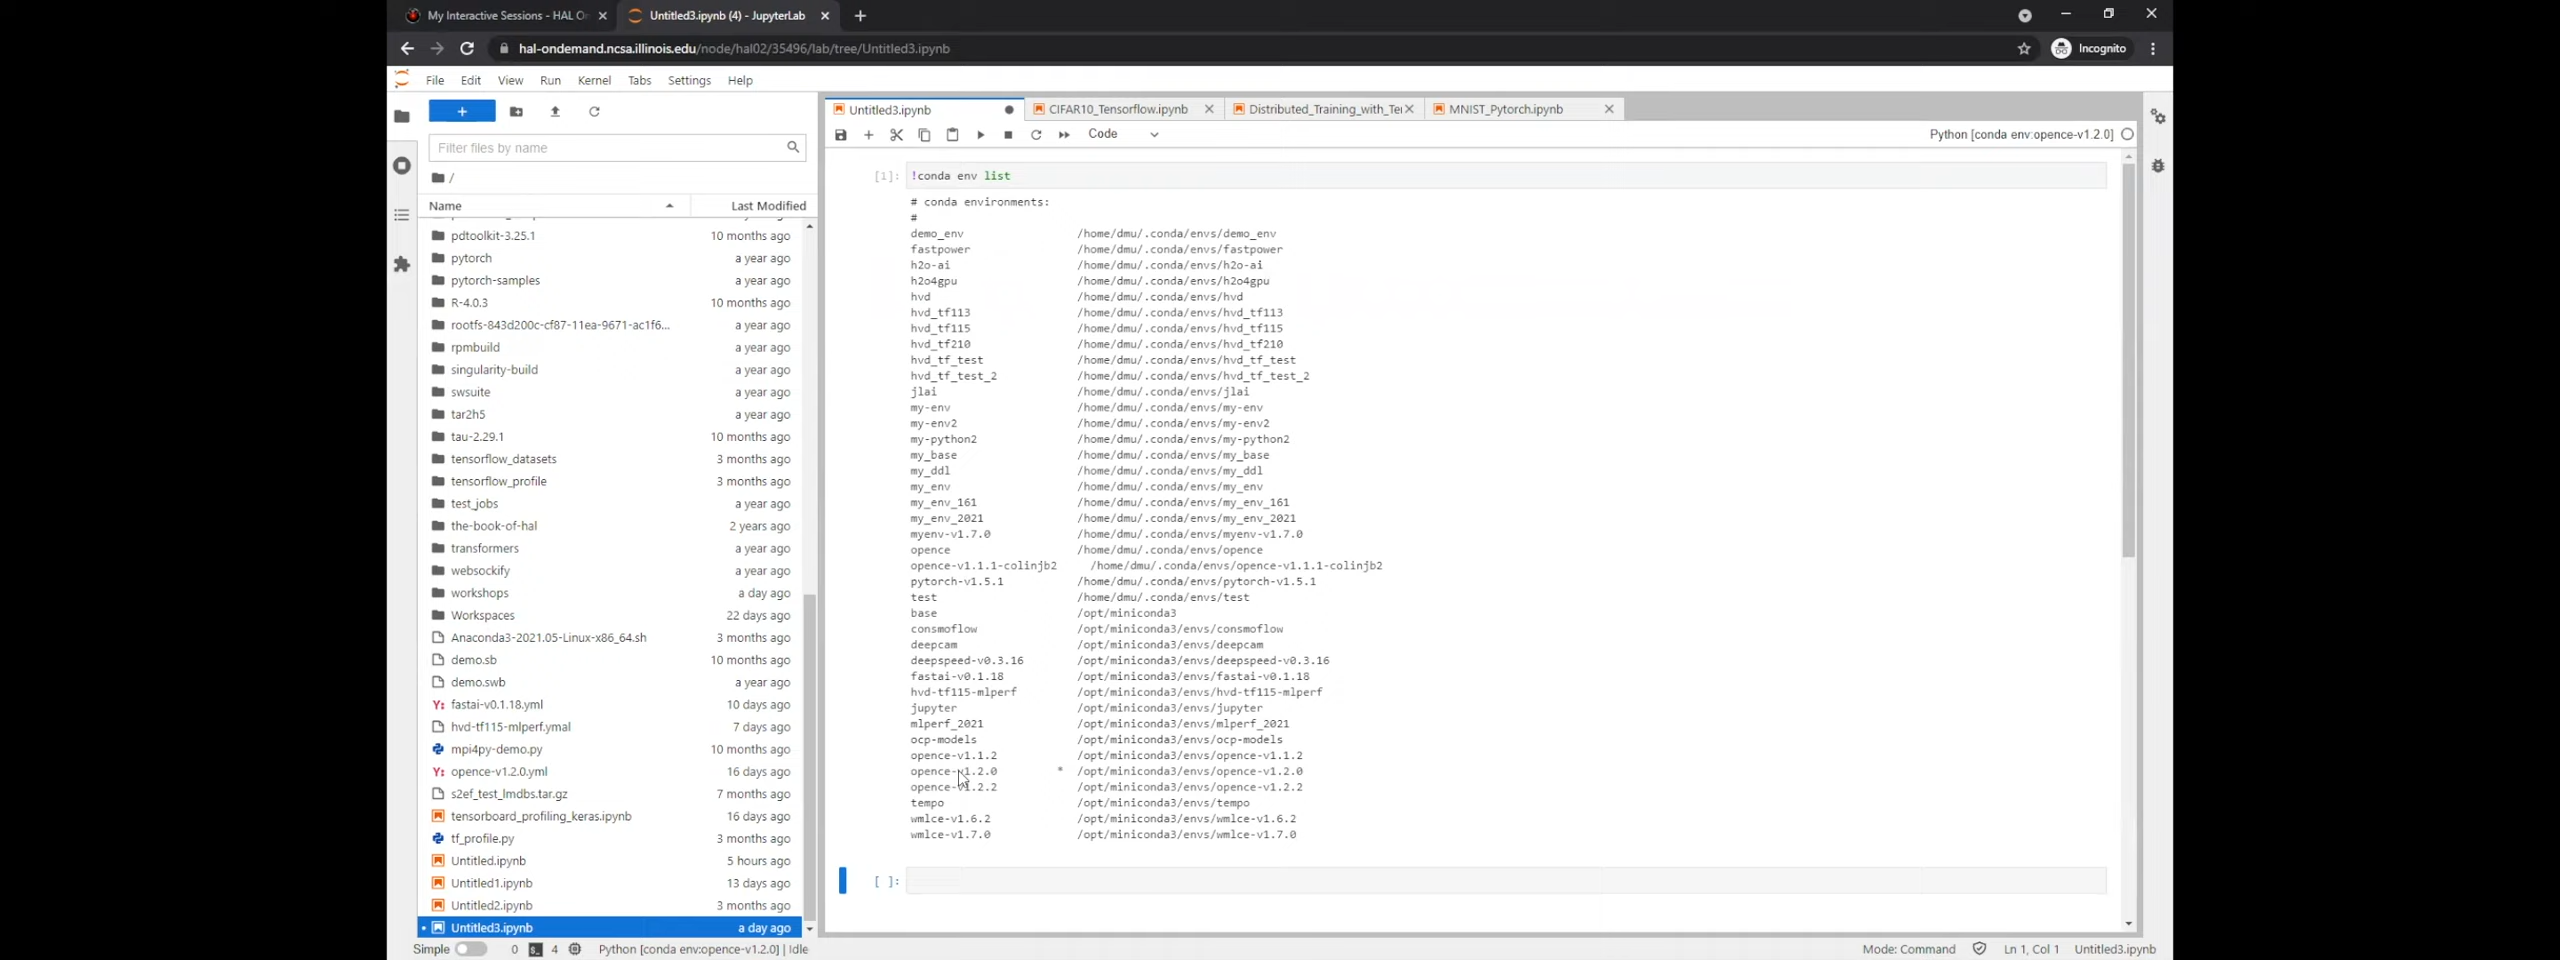 My Interactive Sessions - HAL O
Untitled3.ipynb (4) - JupyterLab
hal-ondemand.ncsa.illinois.edu/node/hal02/35496/lab/tree/Untitled3.ipynb
Incognito
File Edit View Run Kernel Tabs Settings Help
Untitled3.ipynb
CIFAR10_Tensorflow.ipynb
Distributed_Training_with_Te
MNIST_Pytorch.ipynb
Code
Python [conda env:opence-v1.2.0]
Filter files by name
/
Name Last Modified
pdtoolkit-3.25.1 10 months ago
pytorch a year ago
pytorch-samples a year ago
R-4.0.3 10 months ago
rootfs-843d200c-cf87-11ea-9671-ac1f6... a year ago
rpmbuild a year ago
singularity-build a year ago
swsuite a year ago
tar2h5 a year ago
tau-2.29.1 10 months ago
tensorflow_datasets 3 months ago
tensorflow_profile 3 months ago
test_jobs a year ago
the-book-of-hal 2 years ago
transformers a year ago
websockify a year ago
workshops a day ago
Workspaces 22 days ago
Anaconda3-2021.05-Linux-x86_64.sh 3 months ago
demo.sb 10 months ago
demo.swb a year ago
Y: fastai-v0.1.18.yml 10 days ago
hvd-tf115-mlperf.ymal 7 days ago
mpi4py-demo.py 10 months ago
Y: opence-v1.2.0.yml 16 days ago
s2ef_test_lmdbs.tar.gz 7 months ago
tensorboard_profiling_keras.ipynb 16 days ago
tf_profile.py 3 months ago
Untitled.ipynb 5 hours ago
Untitled1.ipynb 13 days ago
Untitled2.ipynb 3 months ago
Untitled3.ipynb a day ago
[1]: !conda env list
# conda environments:
#
demo_env /home/dmu/.conda/envs/demo_env
fastpower /home/dmu/.conda/envs/fastpower
h2o-ai /home/dmu/.conda/envs/h2o-ai
h2o4gpu /home/dmu/.conda/envs/h2o4gpu
hvd /home/dmu/.conda/envs/hvd
hvd_tf113 /home/dmu/.conda/envs/hvd_tf113
hvd_tf115 /home/dmu/.conda/envs/hvd_tf115
hvd_tf210 /home/dmu/.conda/envs/hvd_tf210
hvd_tf_test /home/dmu/.conda/envs/hvd_tf_test
hvd_tf_test_2 /home/dmu/.conda/envs/hvd_tf_test_2
jlai /home/dmu/.conda/envs/jlai
my-env /home/dmu/.conda/envs/my-env
my-env2 /home/dmu/.conda/envs/my-env2
my-python2 /home/dmu/.conda/envs/my-python2
my_base /home/dmu/.conda/envs/my_base
my_ddl /home/dmu/.conda/envs/my_ddl
my_env /home/dmu/.conda/envs/my_env
my_env_161 /home/dmu/.conda/envs/my_env_161
my_env_2021 /home/dmu/.conda/envs/my_env_2021
myenv-v1.7.0 /home/dmu/.conda/envs/myenv-v1.7.0
opence /home/dmu/.conda/envs/opence
opence-v1.1.1-colinjb2 /home/dmu/.conda/envs/opence-v1.1.1-colinjb2
pytorch-v1.5.1 /home/dmu/.conda/envs/pytorch-v1.5.1
test /home/dmu/.conda/envs/test
base /opt/miniconda3
consmoflow /opt/miniconda3/envs/consmoflow
deepcam /opt/miniconda3/envs/deepcam
deepspeed-v0.3.16 /opt/miniconda3/envs/deepspeed-v0.3.16
fastai-v0.1.18 /opt/miniconda3/envs/fastai-v0.1.18
hvd-tf115-mlperf /opt/miniconda3/envs/hvd-tf115-mlperf
jupyter /opt/miniconda3/envs/jupyter
mlperf_2021 /opt/miniconda3/envs/mlperf_2021
ocp-models /opt/miniconda3/envs/ocp-models
opence-v1.1.2 /opt/miniconda3/envs/opence-v1.1.2
opence-v1.2.0 * /opt/miniconda3/envs/opence-v1.2.0
opence-v1.2.2 /opt/miniconda3/envs/opence-v1.2.2
tempo /opt/miniconda3/envs/tempo
wmlce-v1.6.2 /opt/miniconda3/envs/wmlce-v1.6.2
wmlce-v1.7.0 /opt/miniconda3/envs/wmlce-v1.7.0
[ ]:
Simple 0 4 Python [conda env:opence-v1.2.0] | Idle Mode: Command Ln 1, Col 1 Untitled3.ipynb